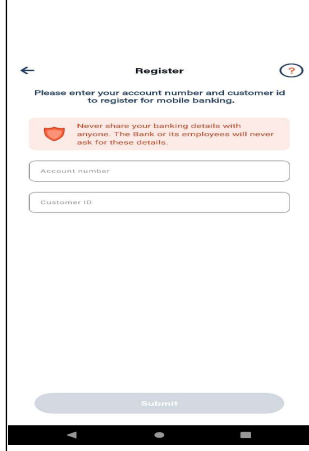 Register
?
Please enter your account number and customer id
to register for mobile banking.
Never share your banking details with
anyone. The Bank or its employees will never
ask for these details.
Account number
Customer ID
Submit